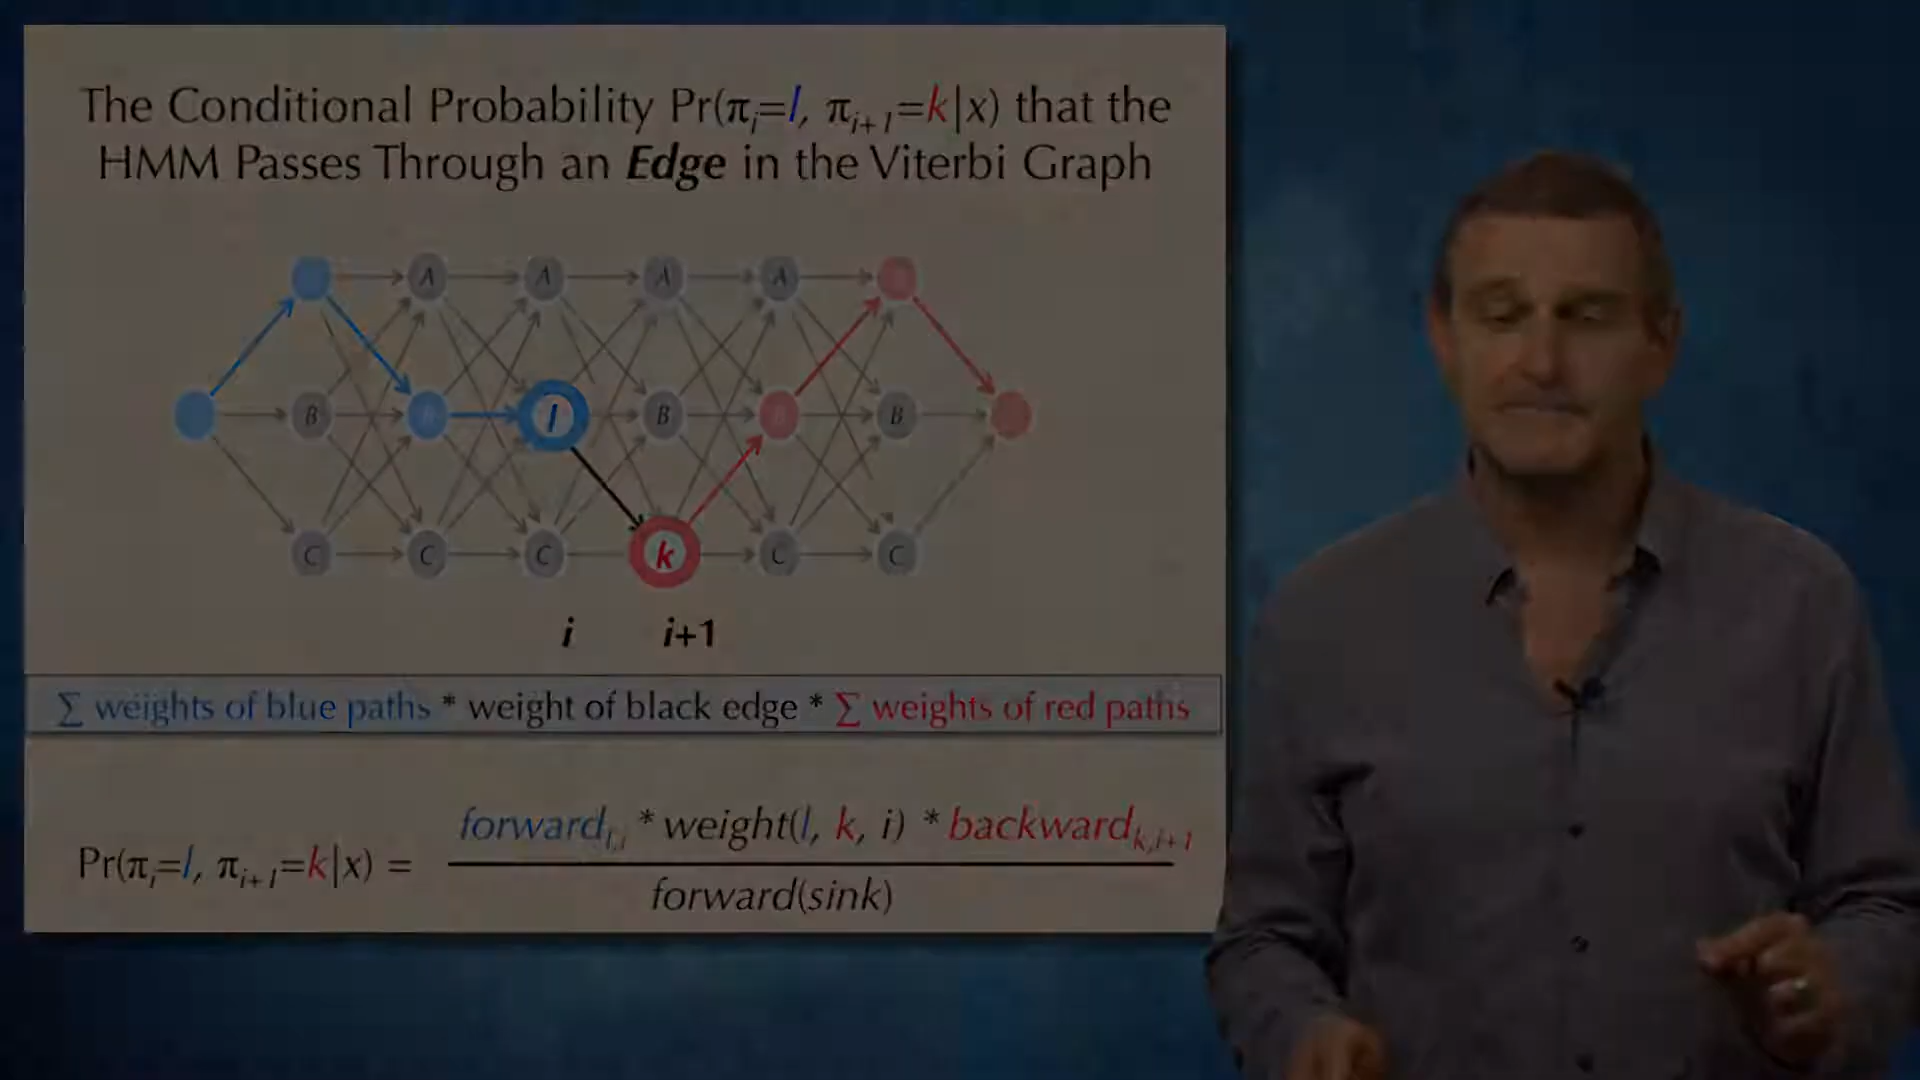 The Conditional Probability Pr(πi=l, πi+1=k|x) that the
HMM Passes Through an Edge in the Viterbi Graph
A A A A
B l B B
C C C k C C
i i+1
∑ weights of blue paths * weight of black edge * ∑ weights of red paths
forwardl,i * weight(l, k, i) * backwardk,i+1
Pr(πi=l, πi+1=k|x) =
forward(sink)